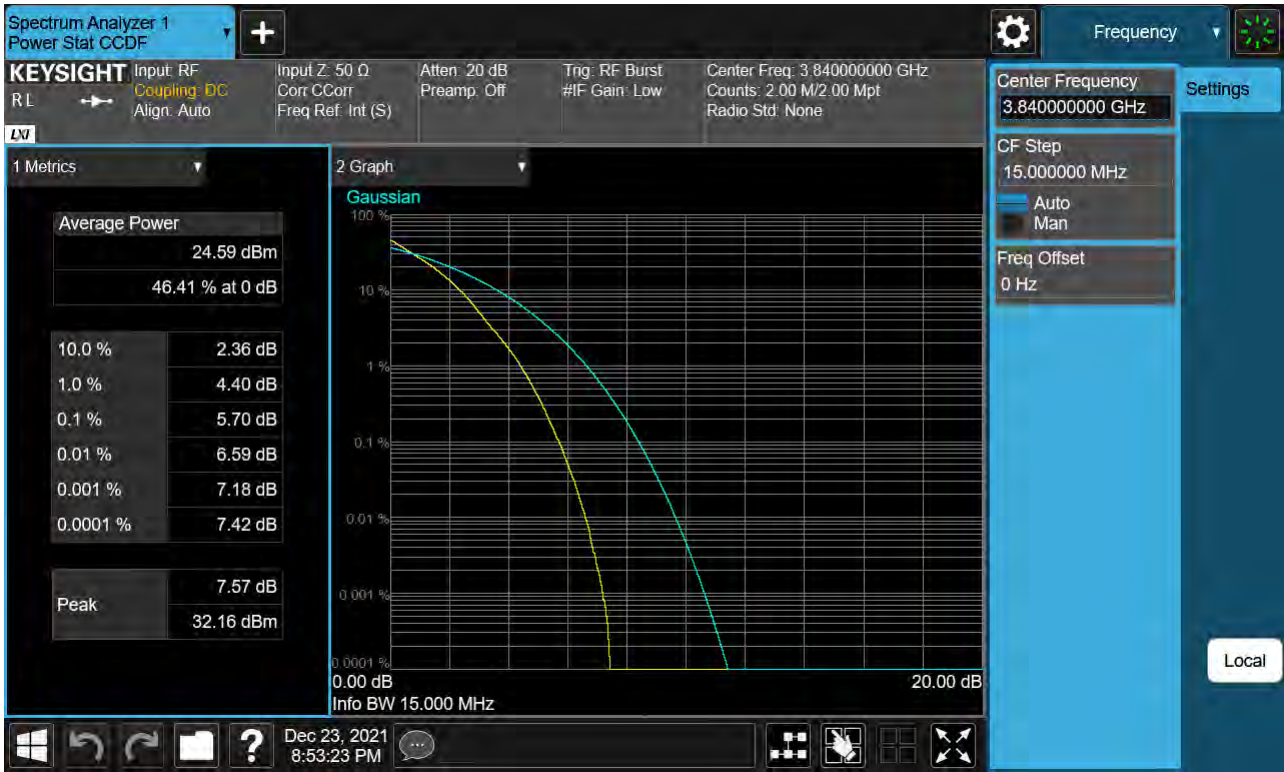 Spectrum Analyzer 1
Power Stat CCDF
+
Frequency
KEYSIGHT
R L
LXI
Input: RF
Coupling: DC
Align: Auto
Input Z: 50 Ω
Corr CCorr
Freq Ref: Int (S)
Atten: 20 dB
Preamp: Off
Trig: RF Burst
#IF Gain: Low
Center Freq: 3.840000000 GHz
Counts: 2.00 M/2.00 Mpt
Radio Std: None
Center Frequency
3.840000000 GHz
Settings
CF Step
15.000000 MHz
Auto
Man
Freq Offset
0 Hz
1 Metrics
Average Power
24.59 dBm
46.41 % at 0 dB
10.0 % 2.36 dB
1.0 % 4.40 dB
0.1 % 5.70 dB
0.01 % 6.59 dB
0.001 % 7.18 dB
0.0001 % 7.42 dB
Peak
7.57 dB
32.16 dBm
2 Graph
Gaussian
100 %
10 %
1 %
0.1 %
0.01 %
0.001 %
0.0001 %
0.00 dB 20.00 dB
Info BW 15.000 MHz
Local
?
Dec 23, 2021
8:53:23 PM